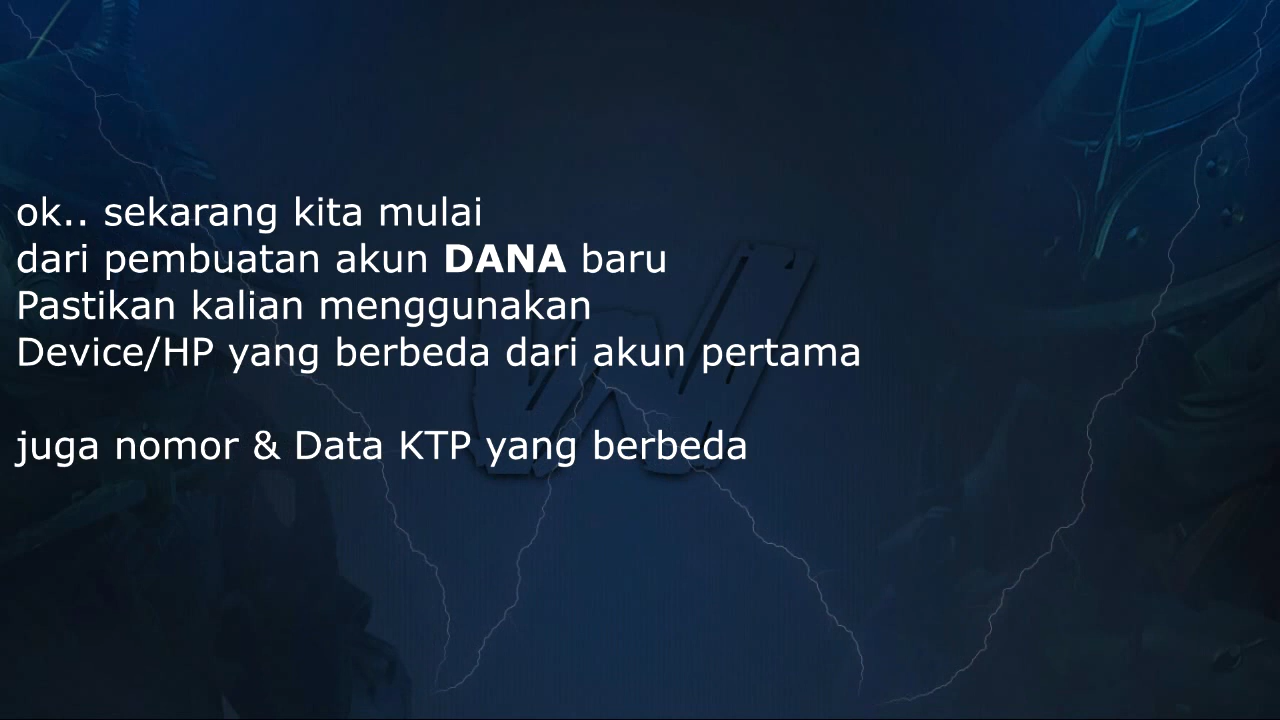 ok.. sekarang kita mulai
dari pembuatan akun DANA baru
Pastikan kalian menggunakan
Device/HP yang berbeda dari akun pertama
juga nomor & Data KTP yang berbeda